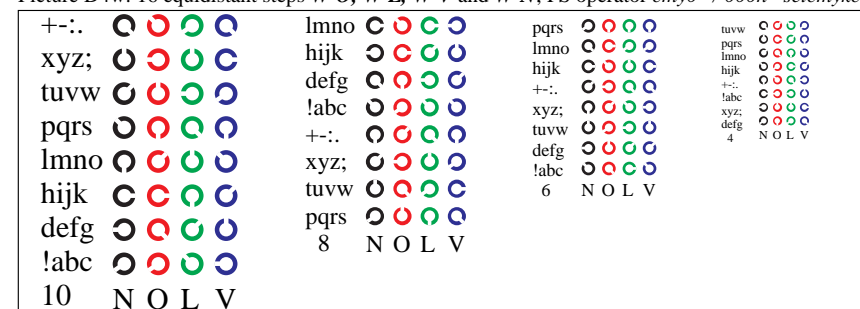 +-:.
xyz;
tuvw
pqrs
lmno
hijk
defg
!abc
10 N O L V
lmno
hijk
defg
!abc
+-:.
xyz;
tuvw
pqrs
8 N O L V
pqrs
lmno
hijk
+-:.
xyz;
tuvw
defg
!abc
6 N O L V
tuvw
pqrs
lmno
hijk
+-:.
!abc
xyz;
defg
4 N O L V